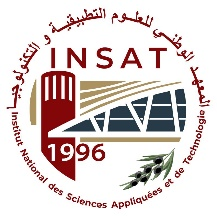 المعهد الوطني للعلوم التطبيقية و التكنولوجيا
INSAT
1996
Institut National des Sciences Appliquées et de Technologie